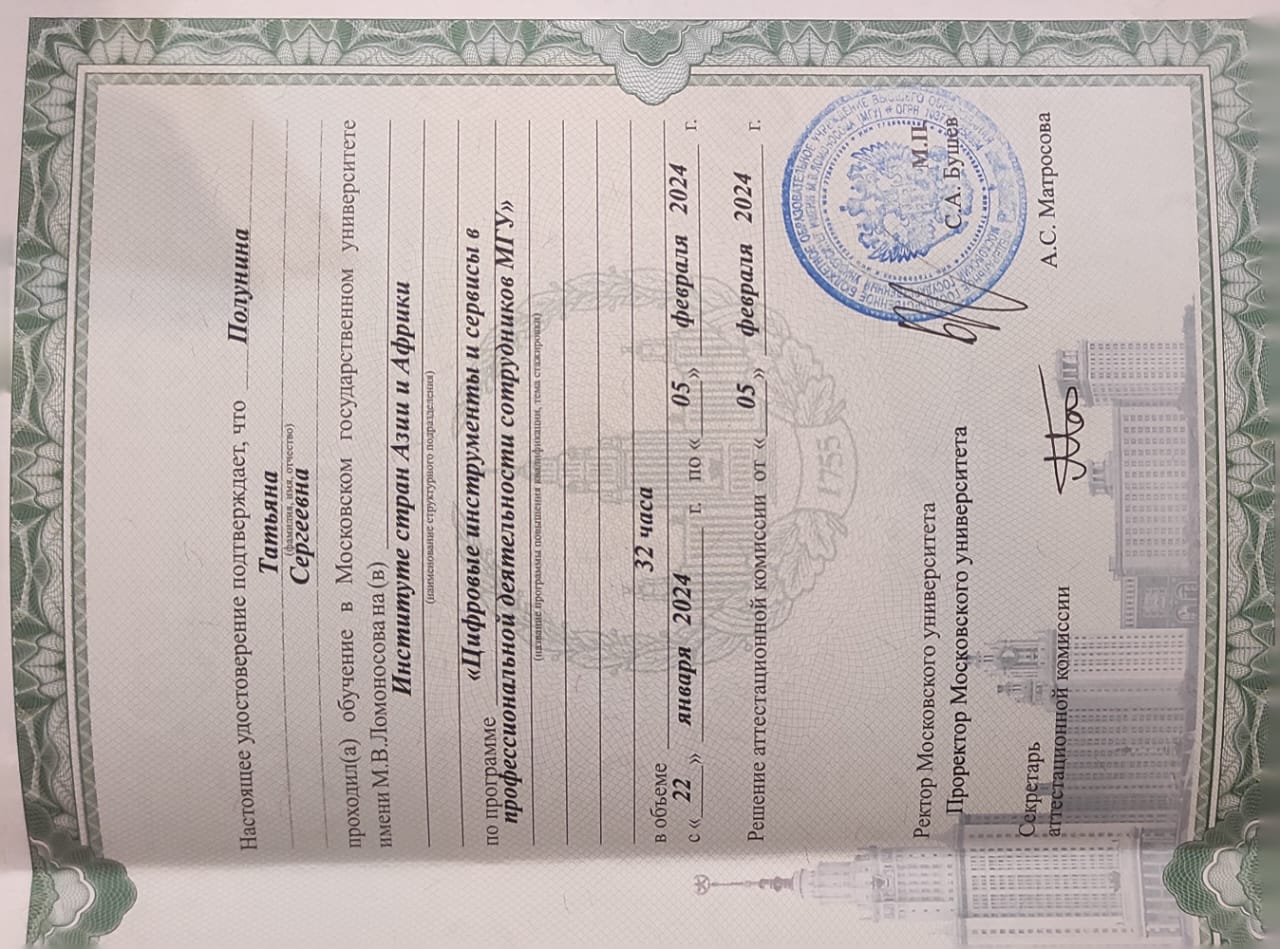 Настоящее удостоверение подтверждает, что Полунина
Татьяна
(фамилия, имя, отчество)
Сергеевна
проходил(а) обучение в Московском государственном университете
имени М.В.Ломоносова на (в)
Институте стран Азии и Африки
(наименование структурного подразделения)
«Цифровые инструменты и сервисы в
по программе
профессиональной деятельности сотрудников МГУ»
(название программы повышения квалификации, тема стажировки)
32 часа
в объеме
с « 22 » января 2024 г. по « 05 » февраля 2024 г.
Решение аттестационной комиссии от « 05 » февраля 2024 г.
1755
Ректор Московского университета М.П.
Проректор Московского университета С.А. Бушев
Секретарь
аттестационной комиссии А.С. Матросова